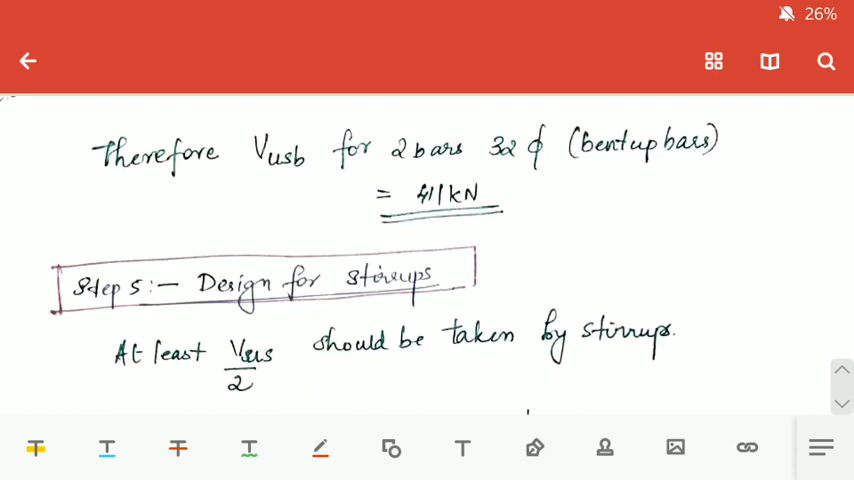 26%
Therefore Vusb for 2 bars 32 ϕ (bentup bars)
= 411 kN
Step 5:- Design for stirrups
At least Vus/2 should be taken by stirrups.
T T T T T